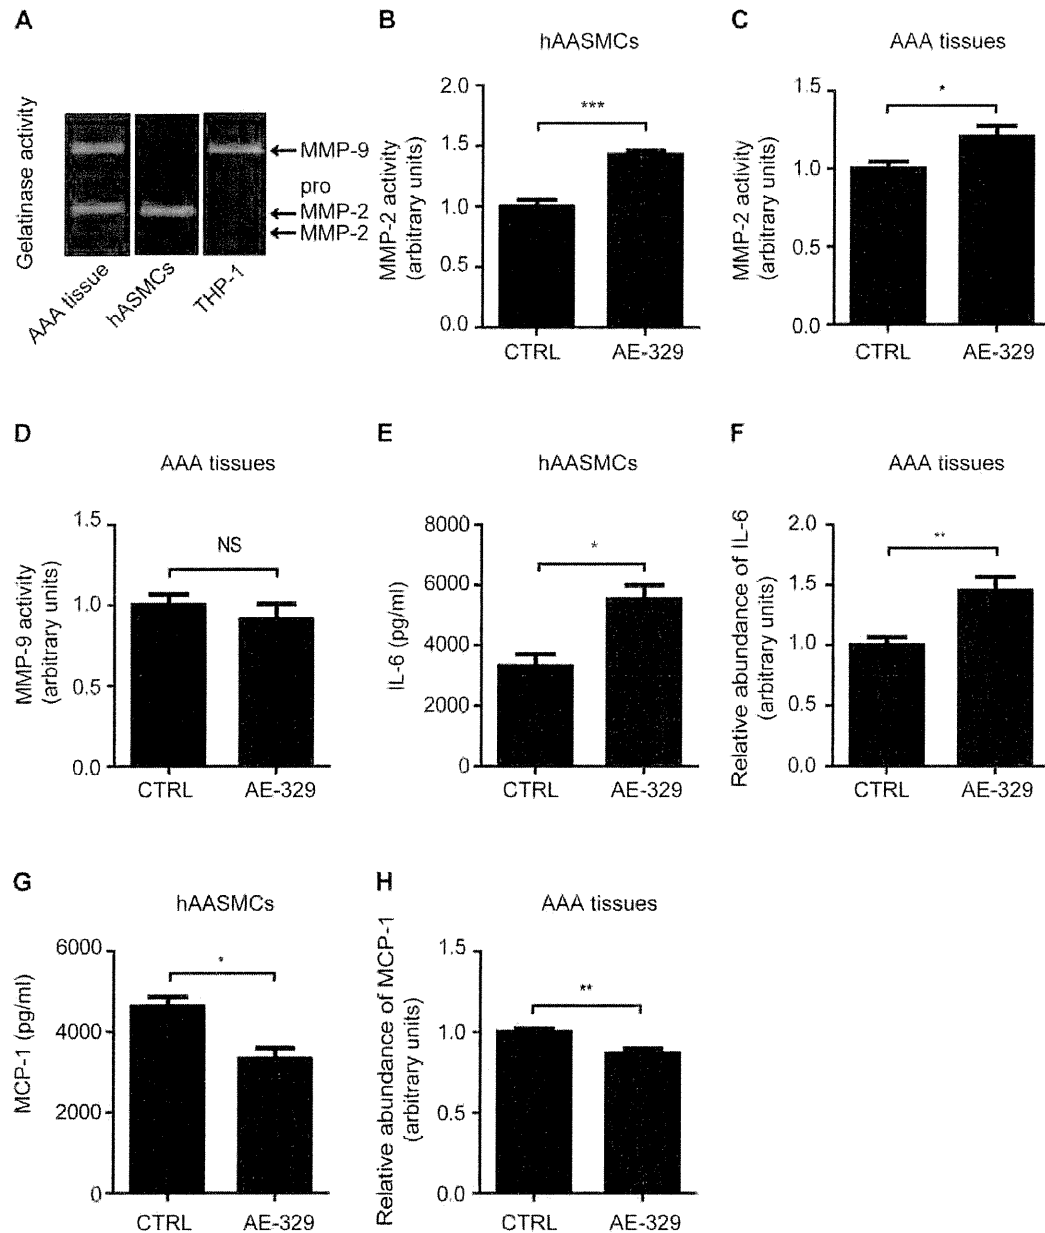 A
Gelatinase activity
MMP-9
pro
MMP-2
MMP-2
AAA tissue
hASMCs
THP-1
B
hAASMCs
MMP-2 activity
(arbitrary units)
2.0
1.5
1.0
0.5
0.0
***
CTRL
AE-329
C
AAA tissues
MMP-2 activity
(arbitrary units)
1.5
1.0
0.5
0.0
*
CTRL
AE-329
D
AAA tissues
MMP-9 activity
(arbitrary units)
1.5
1.0
0.5
0.0
NS
CTRL
AE-329
E
hAASMCs
IL-6 (pg/ml)
8000
6000
4000
2000
0
*
CTRL
AE-329
F
AAA tissues
Relative abundance of IL-6
(arbitrary units)
2.0
1.5
1.0
0.5
0.0
**
CTRL
AE-329
G
hAASMCs
MCP-1 (pg/ml)
6000
4000
2000
0
*
CTRL
AE-329
H
AAA tissues
Relative abundance of MCP-1
(arbitrary units)
1.5
1.0
0.5
0.0
**
CTRL
AE-329